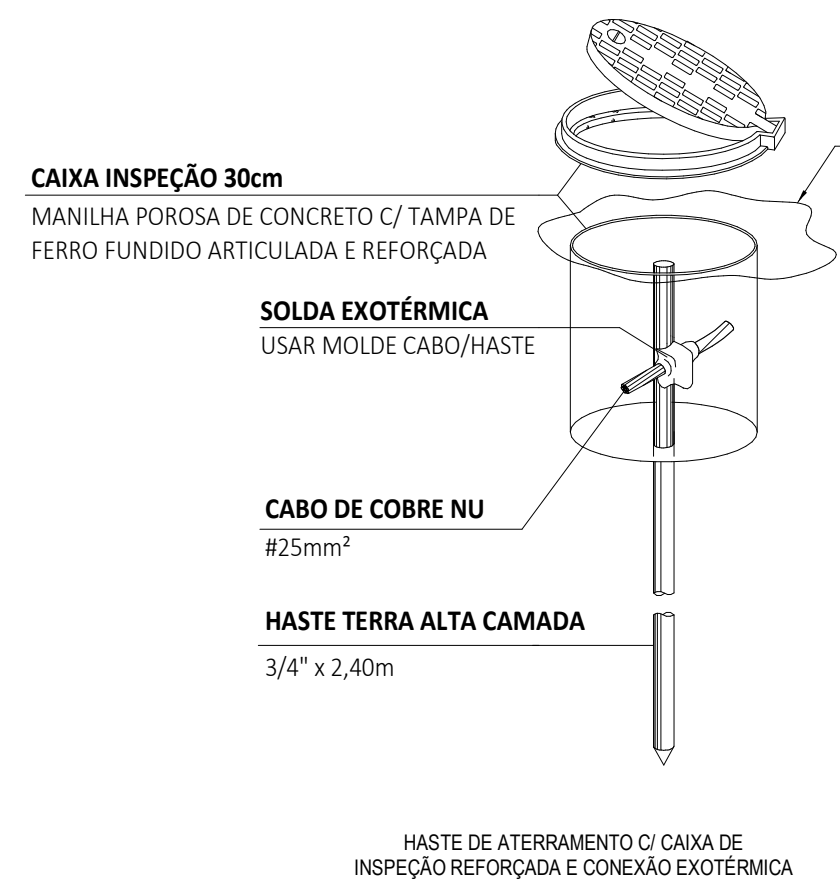 CAIXA INSPEÇÃO 30cm
MANILHA POROSA DE CONCRETO C/ TAMPA DE
FERRO FUNDIDO ARTICULADA E REFORÇADA
SOLDA EXOTÉRMICA
USAR MOLDE CABO/HASTE
CABO DE COBRE NU
#25mm²
HASTE TERRA ALTA CAMADA
3/4" x 2,40m
HASTE DE ATERRAMENTO C/ CAIXA DE
INSPEÇÃO REFORÇADA E CONEXÃO EXOTÉRMICA